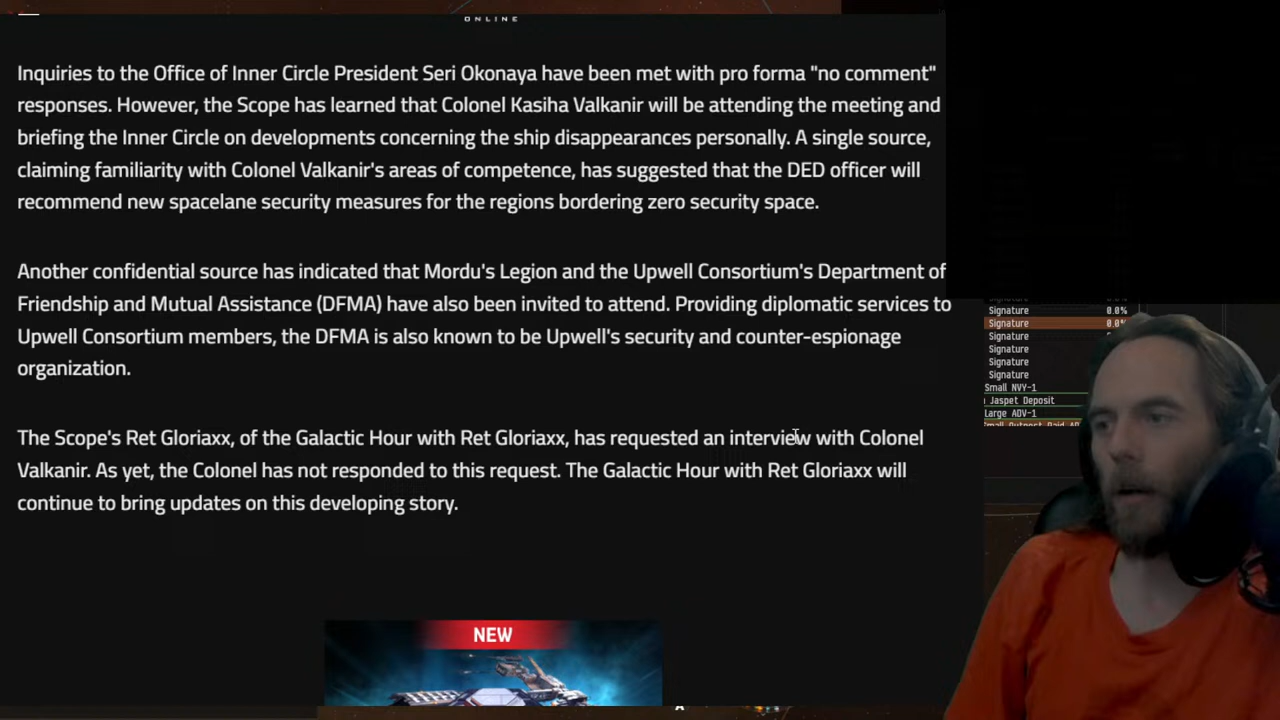 ONLINE
Inquiries to the Office of Inner Circle President Seri Okonaya have been met with pro forma "no comment"
responses. However, the Scope has learned that Colonel Kasiha Valkanir will be attending the meeting and
briefing the Inner Circle on developments concerning the ship disappearances personally. A single source,
claiming familiarity with Colonel Valkanir's areas of competence, has suggested that the DED officer will
recommend new spacelane security measures for the regions bordering zero security space.
Another confidential source has indicated that Mordu's Legion and the Upwell Consortium's Department of
Friendship and Mutual Assistance (DFMA) have also been invited to attend. Providing diplomatic services to
Upwell Consortium members, the DFMA is also known to be Upwell's security and counter-espionage
organization.
The Scope's Ret Gloriaxx, of the Galactic Hour with Ret Gloriaxx, has requested an interview with Colonel
Valkanir. As yet, the Colonel has not responded to this request. The Galactic Hour with Ret Gloriaxx will
continue to bring updates on this developing story.
NEW
Signature 0.0%
Signature 0.0%
Signature
Signature
Signature
Signature
Small NVY-1
Jaspet Deposit
Large ADV-1
Small Outpost Raid